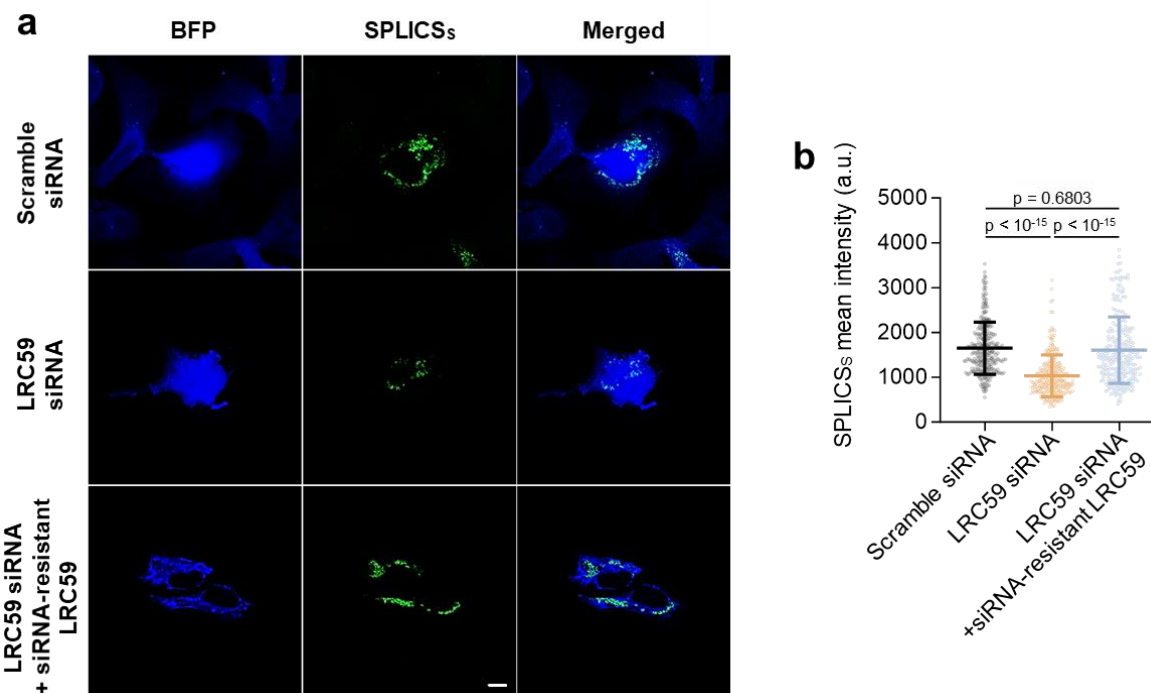 a
BFP
SPLICSs
Merged
Scramble
siRNA
LRC59
siRNA
LRC59 siRNA
+ siRNA-resistant
LRC59
b
SPLICSs mean intensity (a.u.)
5000
4000
3000
2000
1000
0
p = 0.6803
p < 10-15 p < 10-15
Scramble siRNA
LRC59 siRNA
LRC59 siRNA
+siRNA-resistant LRC59